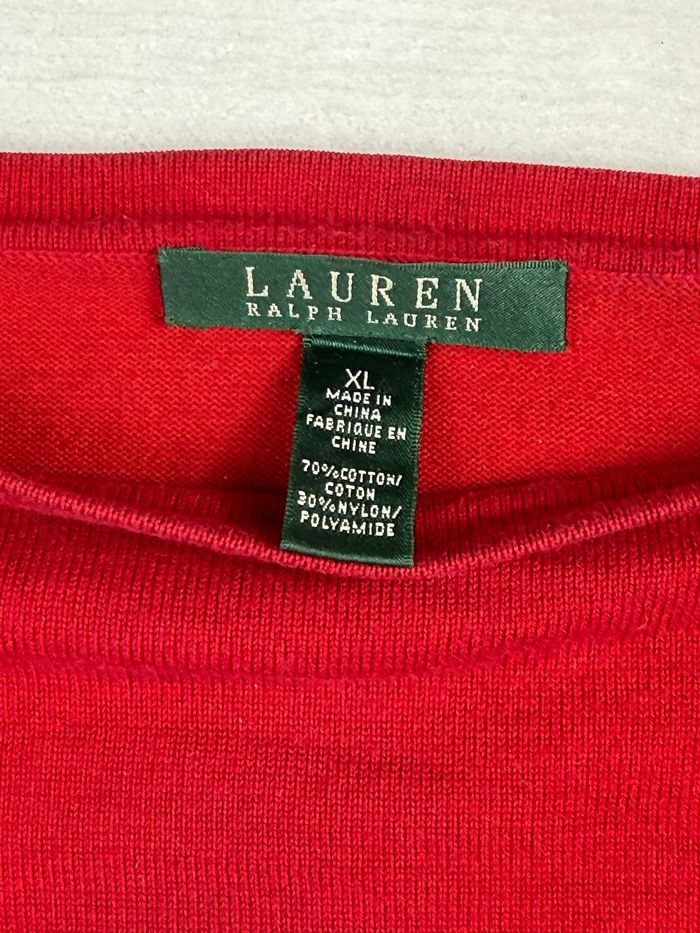 LAUREN
RALPH LAUREN
XL
MADE IN
CHINA
FABRIQUE EN
CHINE
70%COTTON/
COTON
30%NYLON/
POLYAMIDE